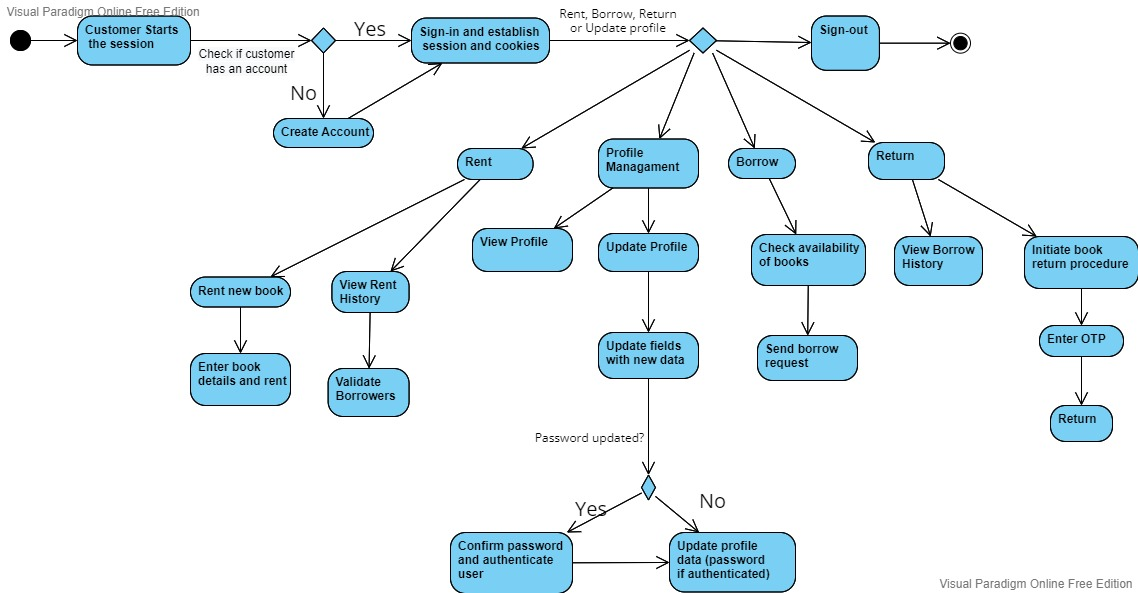 Visual Paradigm Online Free Edition
Customer Starts
the session
Check if customer
has an account
Yes
No
Create Account
Sign-in and establish
session and cookies
Rent, Borrow, Return
or Update profile
Sign-out
Rent
Profile
Managament
Borrow
Return
View Profile
Update Profile
Check availability
of books
View Borrow
History
Initiate book
return procedure
Rent new book
View Rent
History
Enter book
details and rent
Validate
Borrowers
Update fields
with new data
Send borrow
request
Enter OTP
Return
Password updated?
Yes
No
Confirm password
and authenticate
user
Update profile
data (password
if authenticated)
Visual Paradigm Online Free Edition